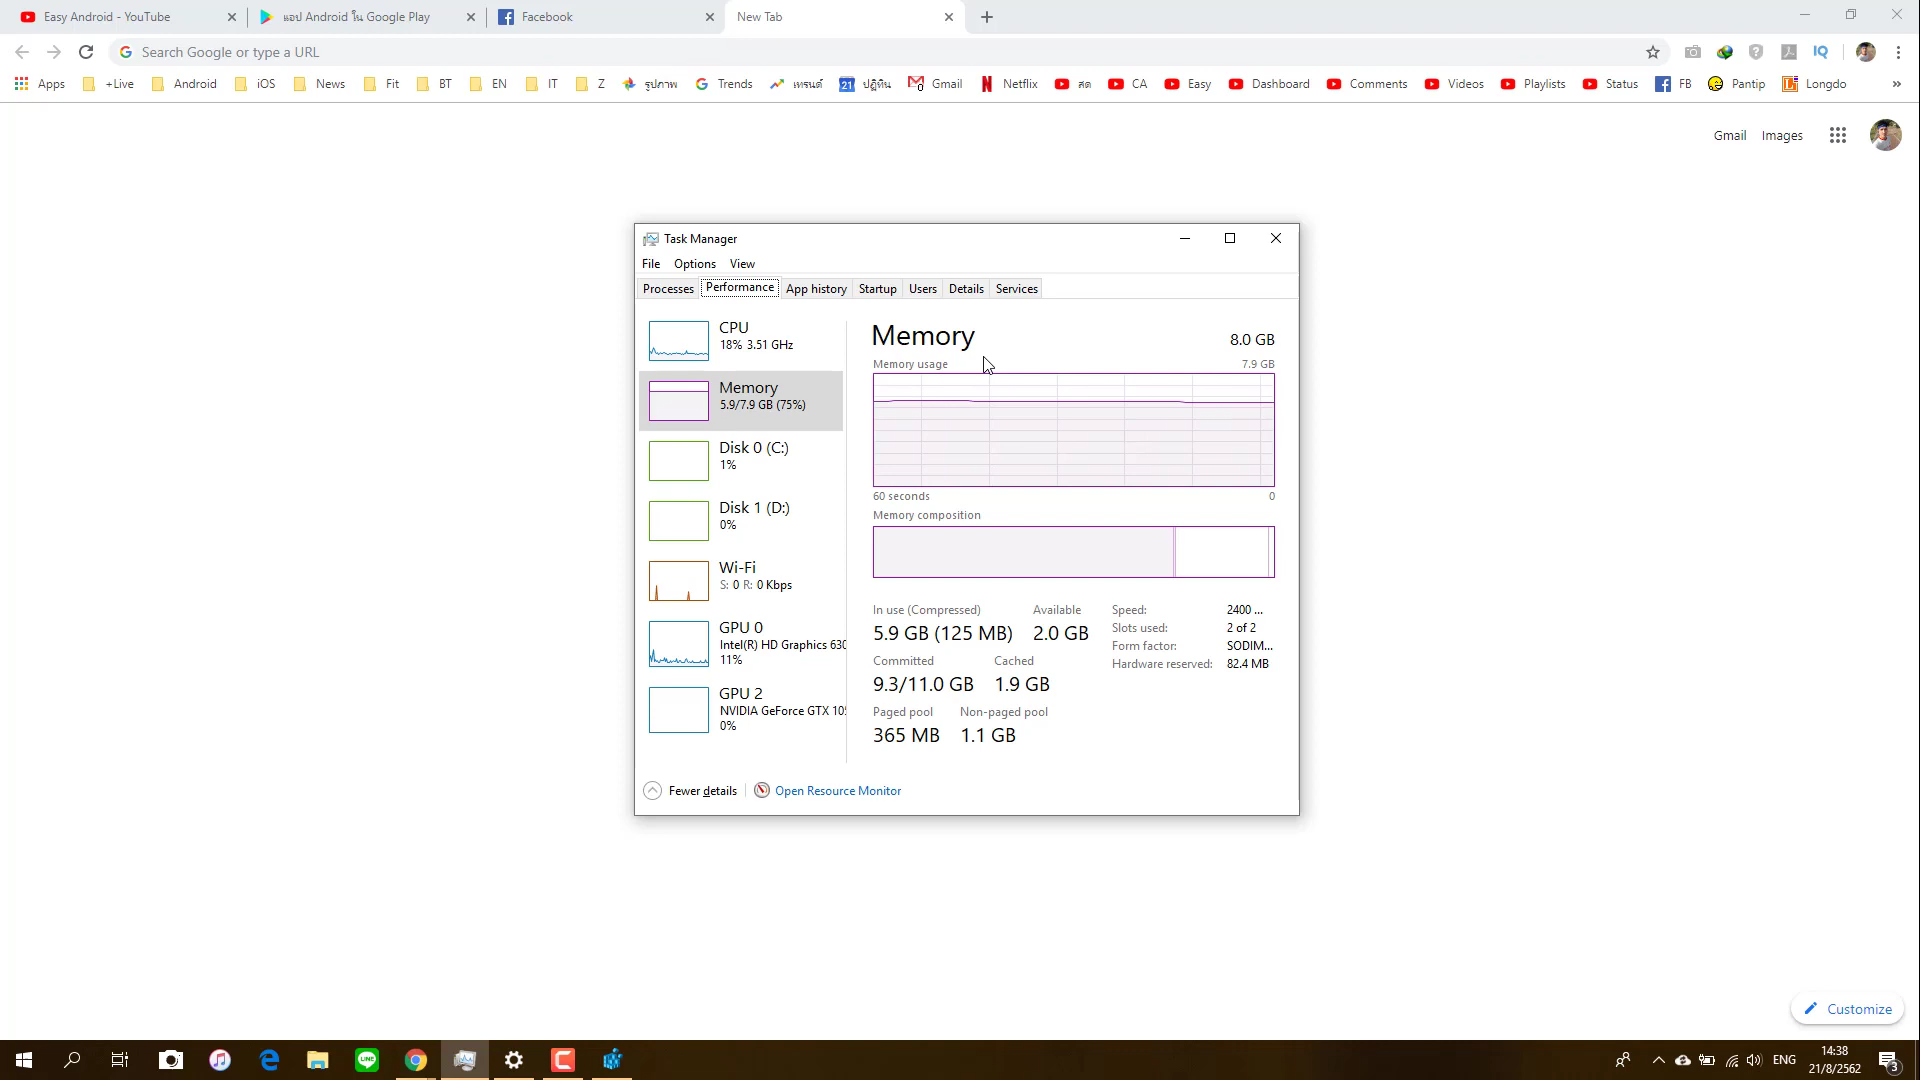 Easy Android - YouTube
แอป Android ใน Google Play
Facebook
New Tab
Search Google or type a URL
IQ
Apps
+Live
Android
iOS
News
Fit
BT
EN
IT
Z
รูปภาพ
Trends
เทรนด์
21
ปฏิทิน
Gmail
Netflix
สด
CA
Easy
Dashboard
Comments
Videos
Playlists
Status
FB
Pantip
Longdo
»
Gmail
Images
Task Manager
File
Options
View
Processes
Performance
App history
Startup
Users
Details
Services
CPU
18% 3.51 GHz
Memory
5.9/7.9 GB (75%)
Disk 0 (C:)
1%
Disk 1 (D:)
0%
Wi-Fi
S: 0 R: 0 Kbps
GPU 0
Intel(R) HD Graphics 630
11%
GPU 2
NVIDIA GeForce GTX 105
0%
Memory
8.0 GB
Memory usage
7.9 GB
60 seconds
0
Memory composition
In use (Compressed)
5.9 GB (125 MB)
Available
2.0 GB
Committed
9.3/11.0 GB
Cached
1.9 GB
Paged pool
365 MB
Non-paged pool
1.1 GB
Speed:
2400 ...
Slots used:
2 of 2
Form factor:
SODIM...
Hardware reserved:
82.4 MB
Fewer details
Open Resource Monitor
Customize
LINE
ENG
14:38
21/8/2562
3